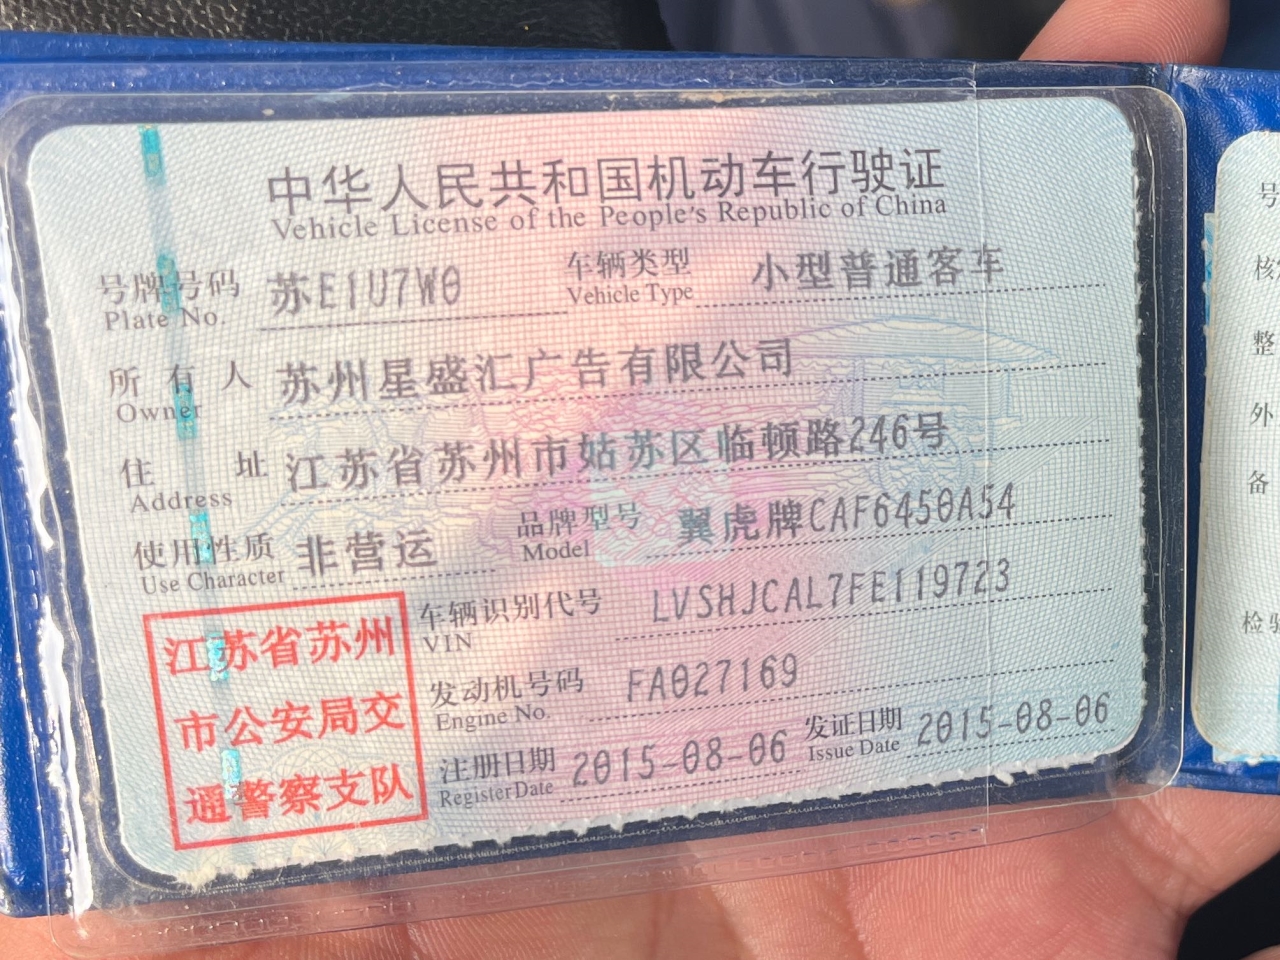 中华人民共和国机动车行驶证
Vehicle License of the People's Republic of China
号牌号码 苏E1U7W0 车辆类型 小型普通客车
Plate No. Vehicle Type
所有人 苏州星盛汇广告有限公司
Owner
住址 江苏省苏州市姑苏区临顿路246号
Address
使用性质 非营运 品牌型号 翼虎牌CAF6450A54
Use Character Model
车辆识别代号 LVSHJCAL7FE119723
VIN
发动机号码 FA027169
Engine No.
注册日期 2015-08-06 发证日期 2015-08-06
Register Date Issue Date
江苏省苏州
市公安局交
通警察支队
号
核
整
外
备
检验